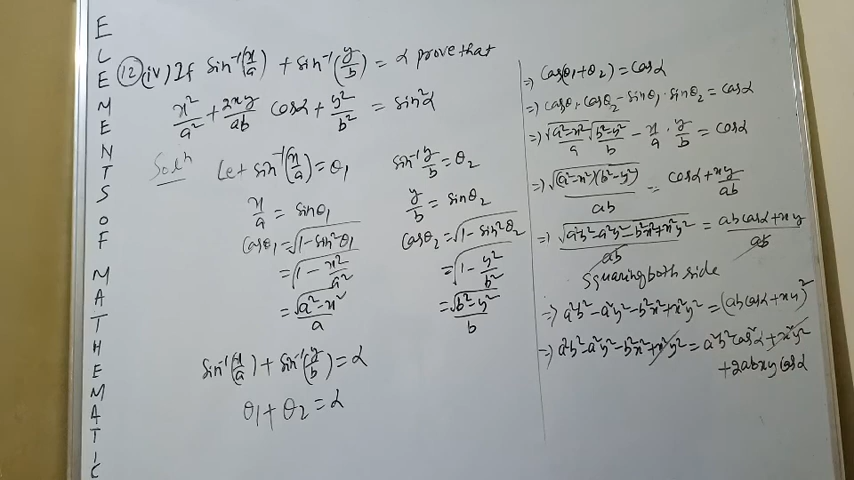 ELEMENTS OF MATHEMATIC
(12) (iv) If sin⁻¹(x/a) + sin⁻¹(y/b) = α prove that
x²/a² + 2xy/ab cosα + y²/b² = sin²α
Soln Let sin⁻¹(x/a) = θ₁ sin⁻¹ y/b = θ₂
x/a = sinθ₁ y/b = sinθ₂
cosθ₁ = √(1-sin²θ₁) cosθ₂ = √(1-sin²θ₂)
= √(1 - x²/a²) = √(1 - y²/b²)
= √(a²-x²)/a = √(b²-y²)/b
sin⁻¹(x/a) + sin⁻¹(y/b) = α
θ₁ + θ₂ = α
=> cos(θ₁+θ₂) = cosα
=> cosθ₁ cosθ₂ - sinθ₁ · sinθ₂ = cosα
=> √(a²-x²)/a √(b²-y²)/b - x/a · y/b = cosα
=> √((a²-x²)(b²-y²))/ab = cosα + xy/ab
=> √(a²b²-a²y²-b²x²+x²y²)/ab = (ab cosα + xy)/ab
Squaring both side
=> a²b²-a²y²-b²x²+x²y² = (ab cosα + xy)²
=> a²b²-a²y²-b²x²+x²y² = a²b²cos²α + x²y²
+2abxy cosα